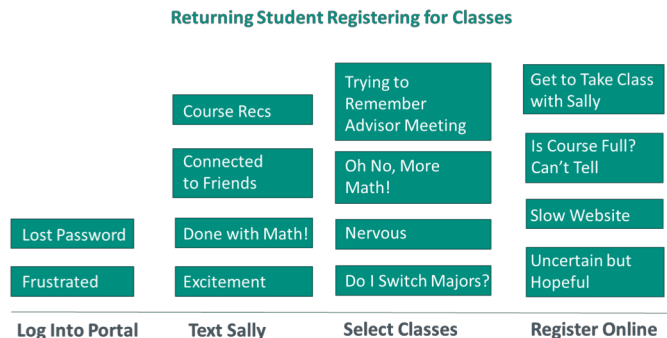 Returning Student Registering for Classes
Lost Password
Frustrated
Log Into Portal
Course Recs
Connected
to Friends
Done with Math!
Excitement
Text Sally
Trying to
Remember
Advisor Meeting
Oh No, More
Math!
Nervous
Do I Switch Majors?
Select Classes
Get to Take Class
with Sally
Is Course Full?
Can't Tell
Slow Website
Uncertain but
Hopeful
Register Online